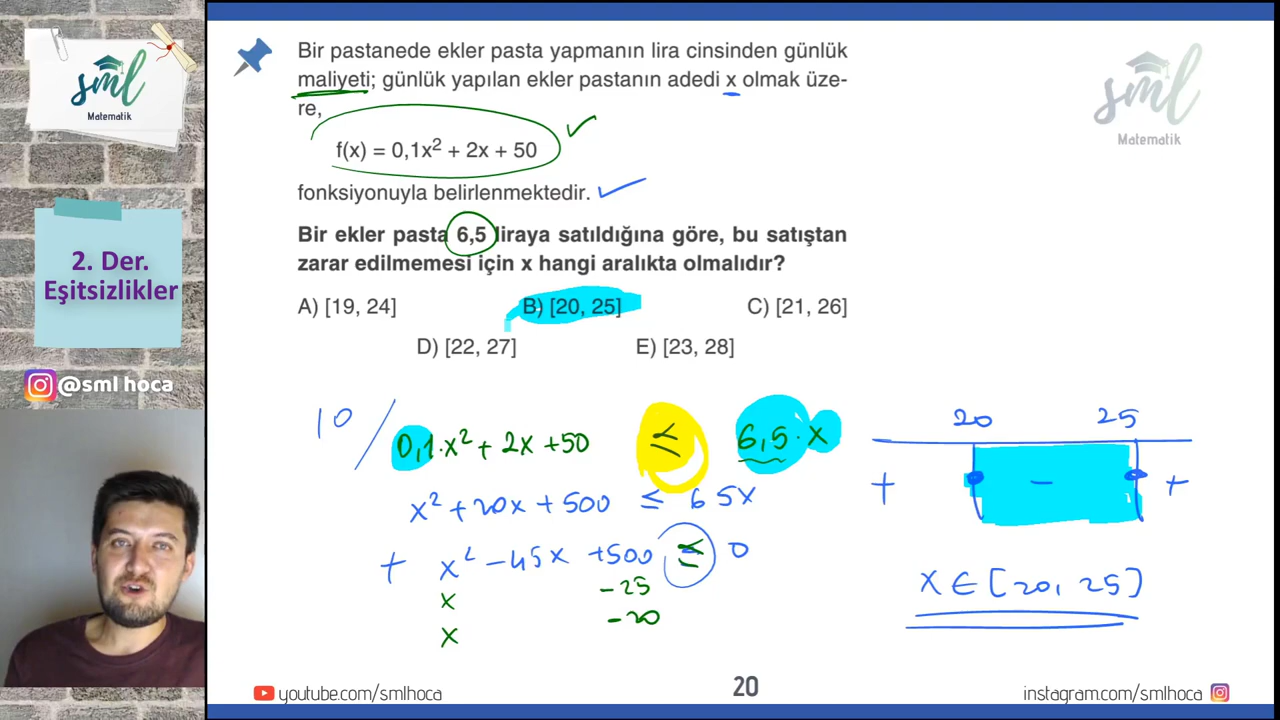 sml
Matematik
2. Der.
Eşitsizlikler
@sml hoca
Bir pastanede ekler pasta yapmanın lira cinsinden günlük
maliyeti; günlük yapılan ekler pastanın adedi x olmak üze-
re,
f(x) = 0,1x² + 2x + 50
fonksiyonuyla belirlenmektedir.
Bir ekler pasta 6,5 liraya satıldığına göre, bu satıştan
zarar edilmemesi için x hangi aralıkta olmalıdır?
A) [19, 24] B) [20, 25] C) [21, 26]
D) [22, 27] E) [23, 28]
sml
Matematik
10 / 0,1·x² + 2x + 50 ≤ 6,5·x
x² + 20x + 500 ≤ 65x
+ x² - 45x + 500 ≤ 0
x -25
x -20
20 25
+ - +
x ∈ [20, 25]
youtube.com/smlhoca
20
instagram.com/smlhoca